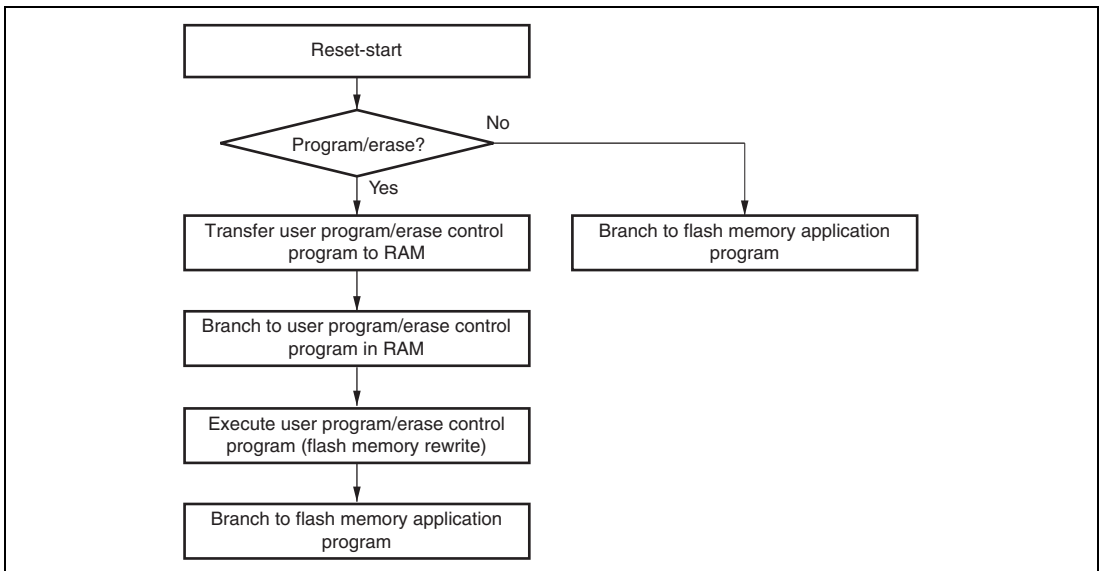 Reset-start
Program/erase?
No
Yes
Transfer user program/erase control
program to RAM
Branch to flash memory application
program
Branch to user program/erase control
program in RAM
Execute user program/erase control
program (flash memory rewrite)
Branch to flash memory application
program